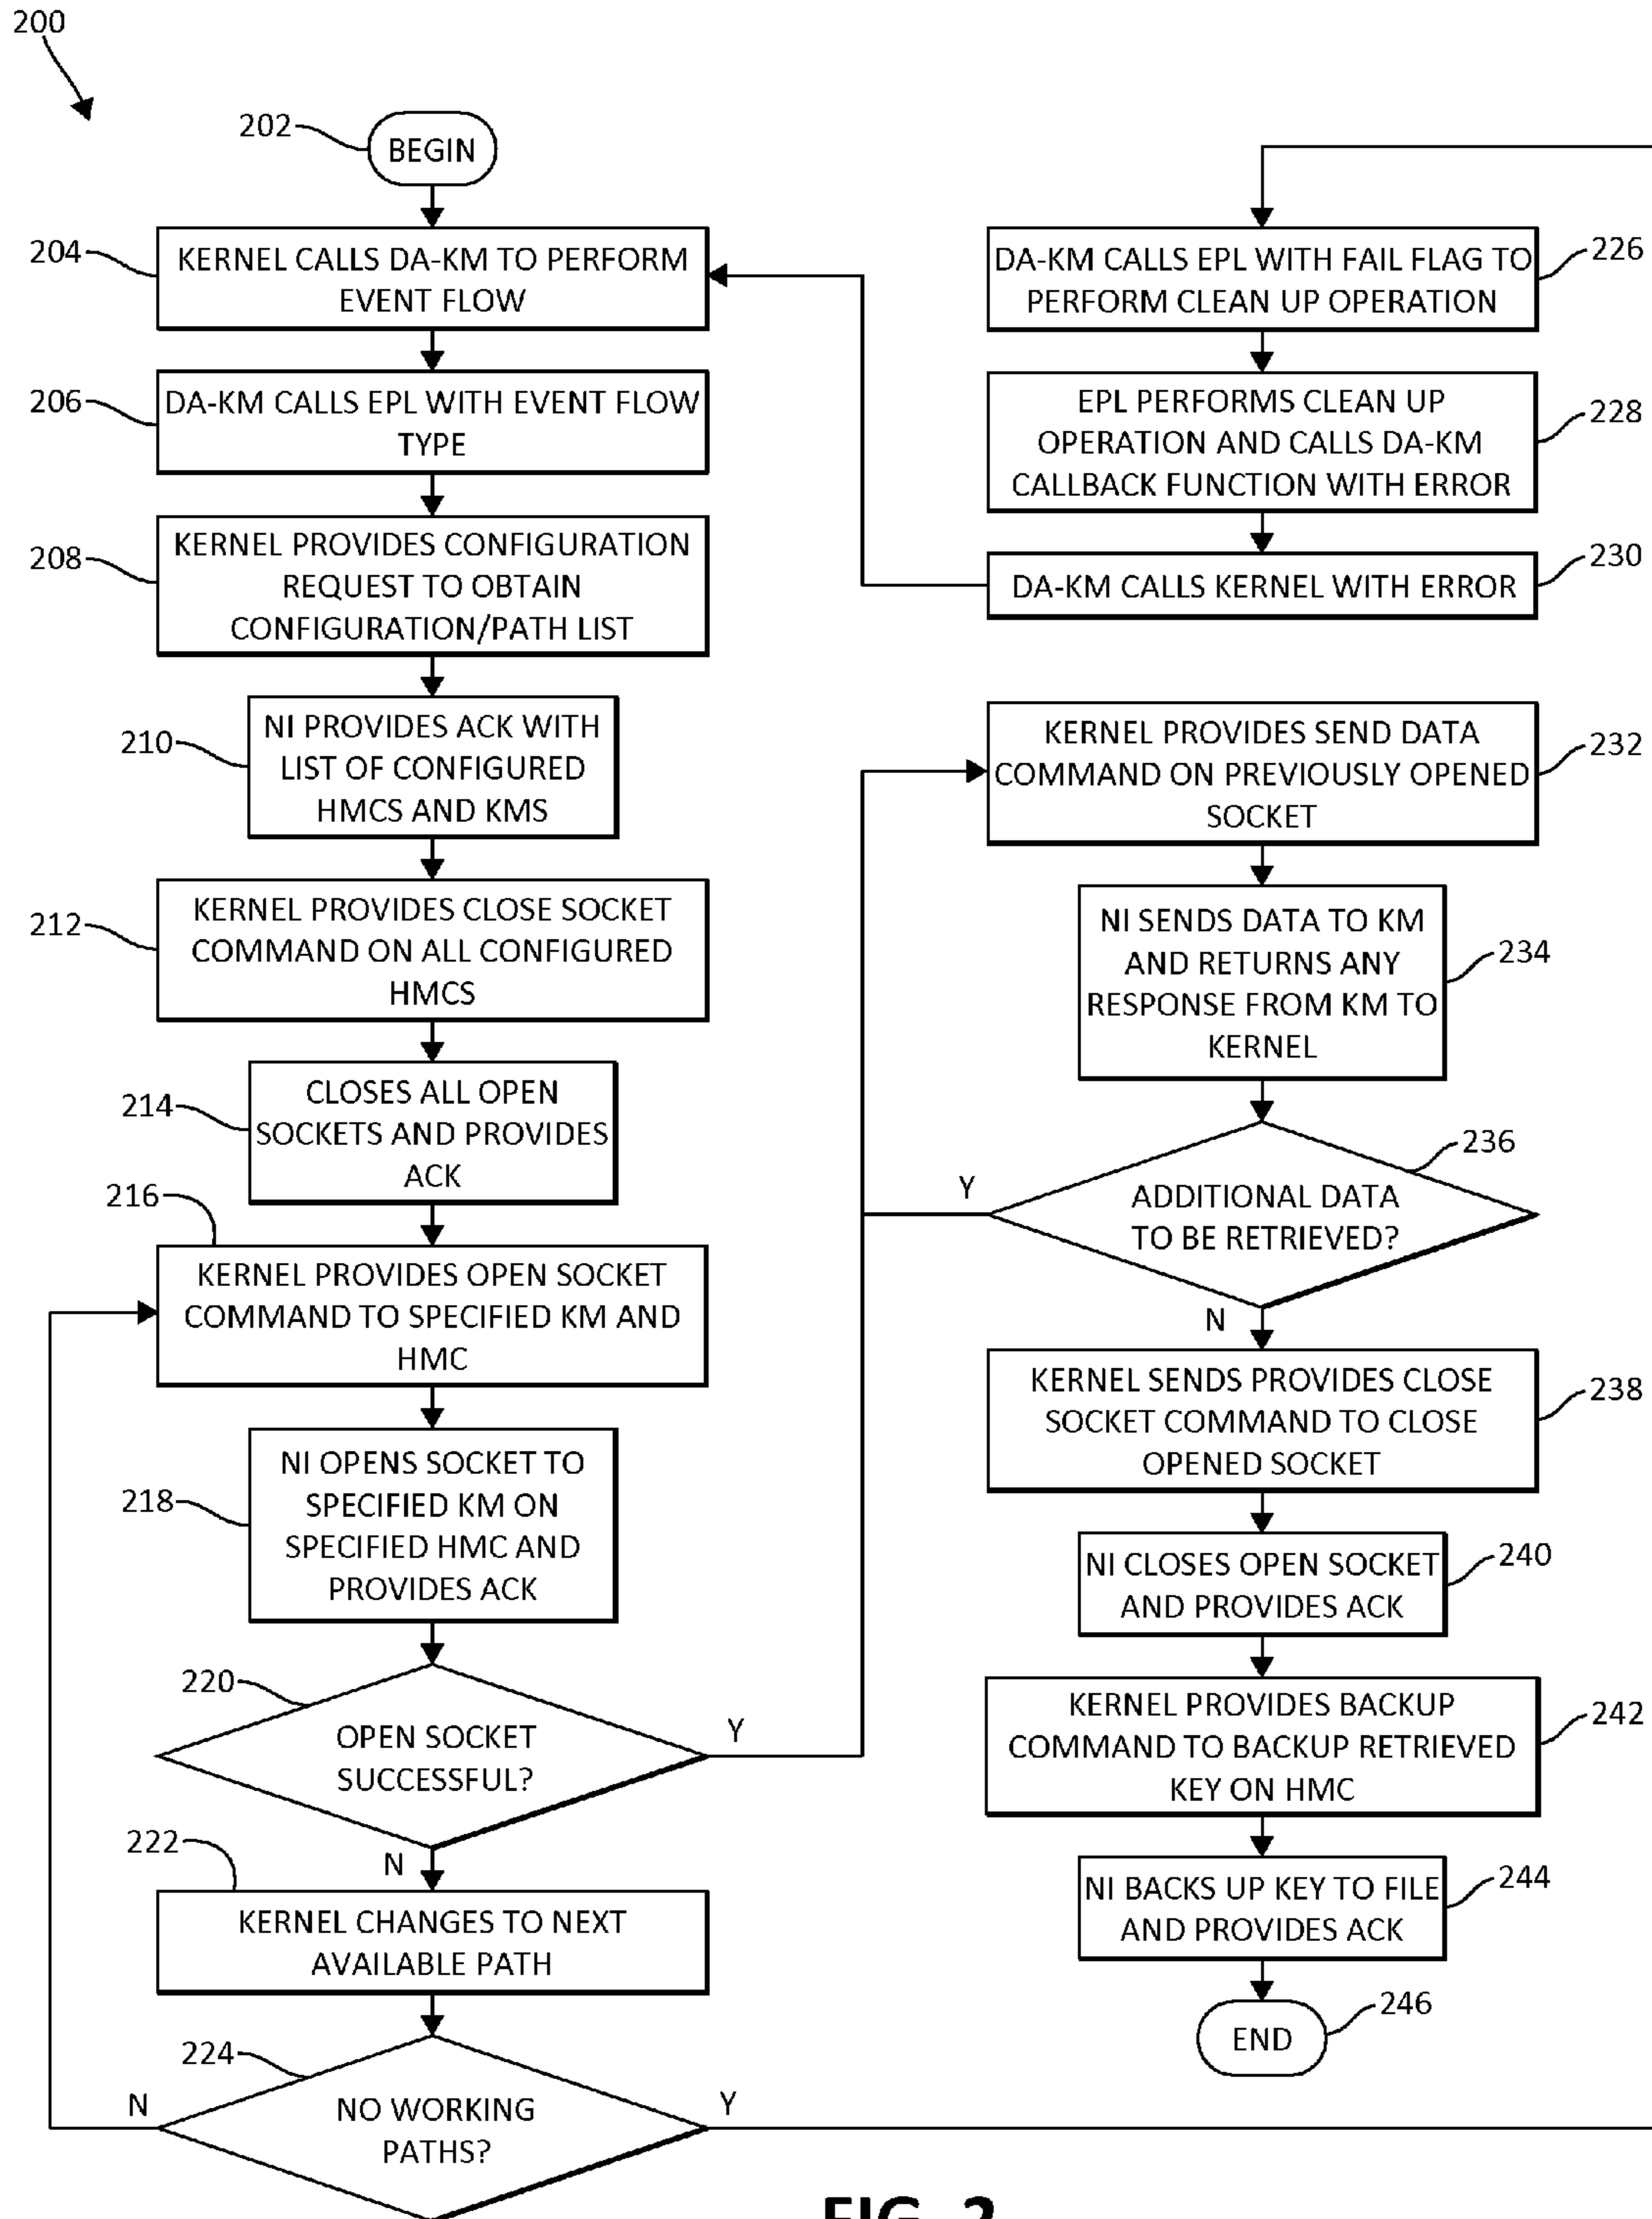 200
202
BEGIN
204
KERNEL CALLS DA-KM TO PERFORM
EVENT FLOW
206
DA-KM CALLS EPL WITH EVENT FLOW
TYPE
208
KERNEL PROVIDES CONFIGURATION
REQUEST TO OBTAIN
CONFIGURATION/PATH LIST
210
NI PROVIDES ACK WITH
LIST OF CONFIGURED
HMCS AND KMS
212
KERNEL PROVIDES CLOSE SOCKET
COMMAND ON ALL CONFIGURED
HMCS
214
CLOSES ALL OPEN
SOCKETS AND PROVIDES
ACK
216
KERNEL PROVIDES OPEN SOCKET
COMMAND TO SPECIFIED KM AND
HMC
218
NI OPENS SOCKET TO
SPECIFIED KM ON
SPECIFIED HMC AND
PROVIDES ACK
220
OPEN SOCKET
SUCCESSFUL?
Y
N
222
KERNEL CHANGES TO NEXT
AVAILABLE PATH
224
NO WORKING
PATHS?
N
Y
226
DA-KM CALLS EPL WITH FAIL FLAG TO
PERFORM CLEAN UP OPERATION
228
EPL PERFORMS CLEAN UP
OPERATION AND CALLS DA-KM
CALLBACK FUNCTION WITH ERROR
230
DA-KM CALLS KERNEL WITH ERROR
232
KERNEL PROVIDES SEND DATA
COMMAND ON PREVIOUSLY OPENED
SOCKET
234
NI SENDS DATA TO KM
AND RETURNS ANY
RESPONSE FROM KM TO
KERNEL
236
ADDITIONAL DATA
TO BE RETRIEVED?
Y
N
238
KERNEL SENDS PROVIDES CLOSE
SOCKET COMMAND TO CLOSE
OPENED SOCKET
240
NI CLOSES OPEN SOCKET
AND PROVIDES ACK
242
KERNEL PROVIDES BACKUP
COMMAND TO BACKUP RETRIEVED
KEY ON HMC
244
NI BACKS UP KEY TO FILE
AND PROVIDES ACK
246
END
FIG. 2